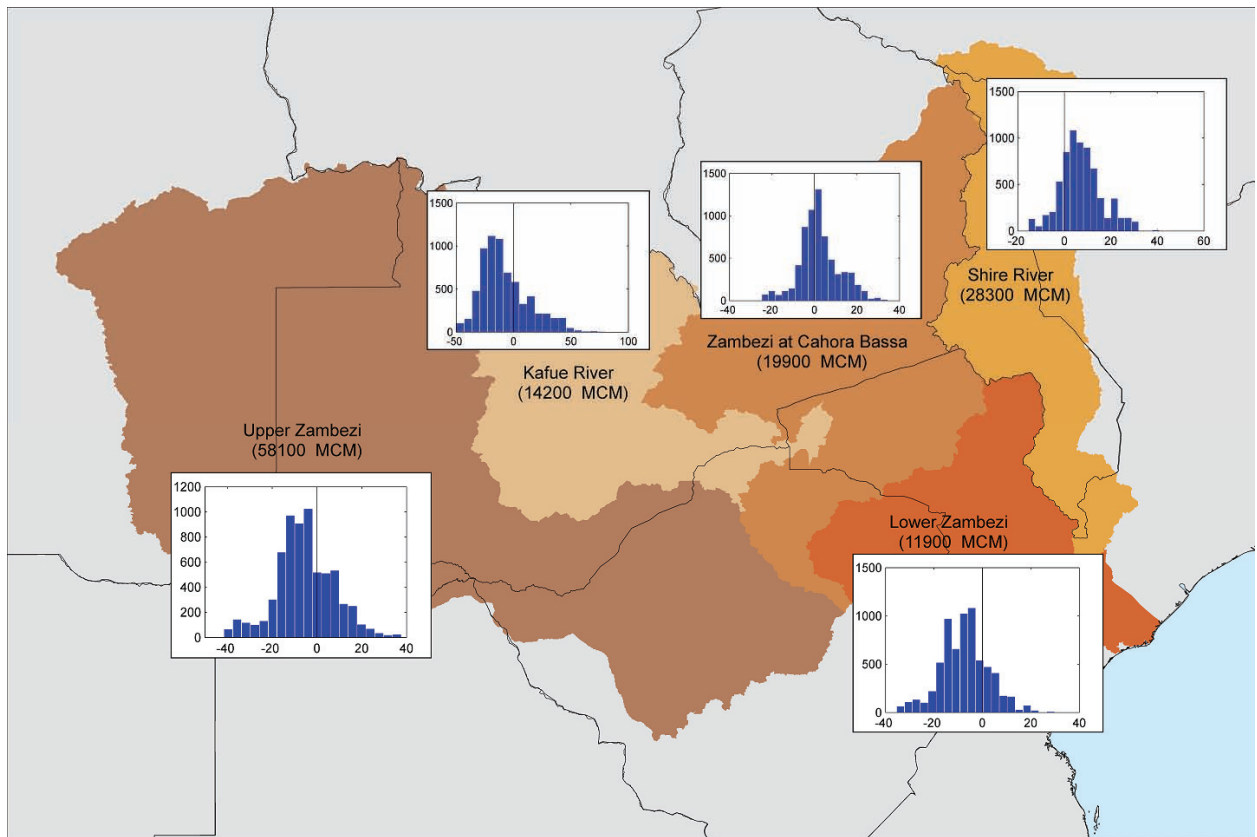 1500
1000
500
0
-20 0 20 40 60
Shire River
(28300 MCM)
1500
1000
500
0
-40 -20 0 20 40
Zambezi at Cahora Bassa
(19900 MCM)
1500
1000
500
0
-50 0 50 100
Kafue River
(14200 MCM)
Upper Zambezi
(58100 MCM)
1200
1000
800
600
400
200
0
-40 -20 0 20 40
Lower Zambezi
(11900 MCM)
1500
1000
500
0
-40 -20 0 20 40